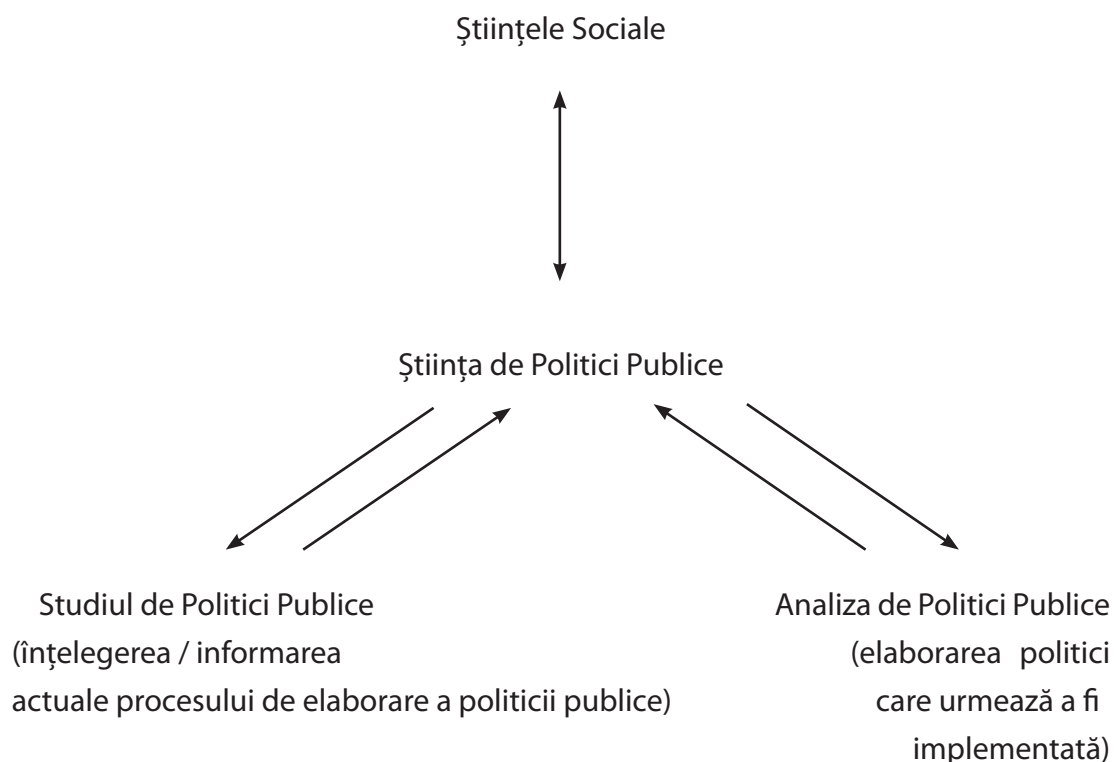 Științele Sociale
Știința de Politici Publice
Studiul de Politici Publice
(înțelegerea / informarea
actuale procesului de elaborare a politicii publice)
Analiza de Politici Publice
(elaborarea politici
care urmează a fi
implementată)